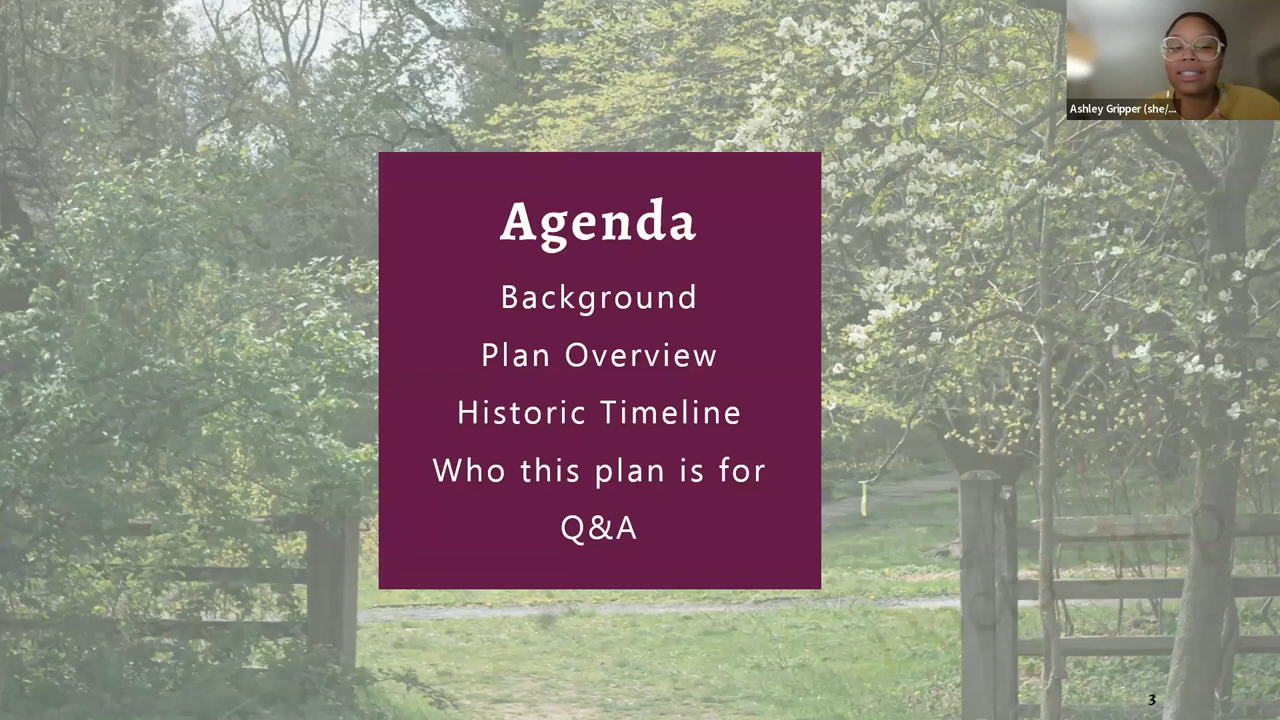 Ashley Gripper (she/...
Agenda
Background
Plan Overview
Historic Timeline
Who this plan is for
Q&A
3